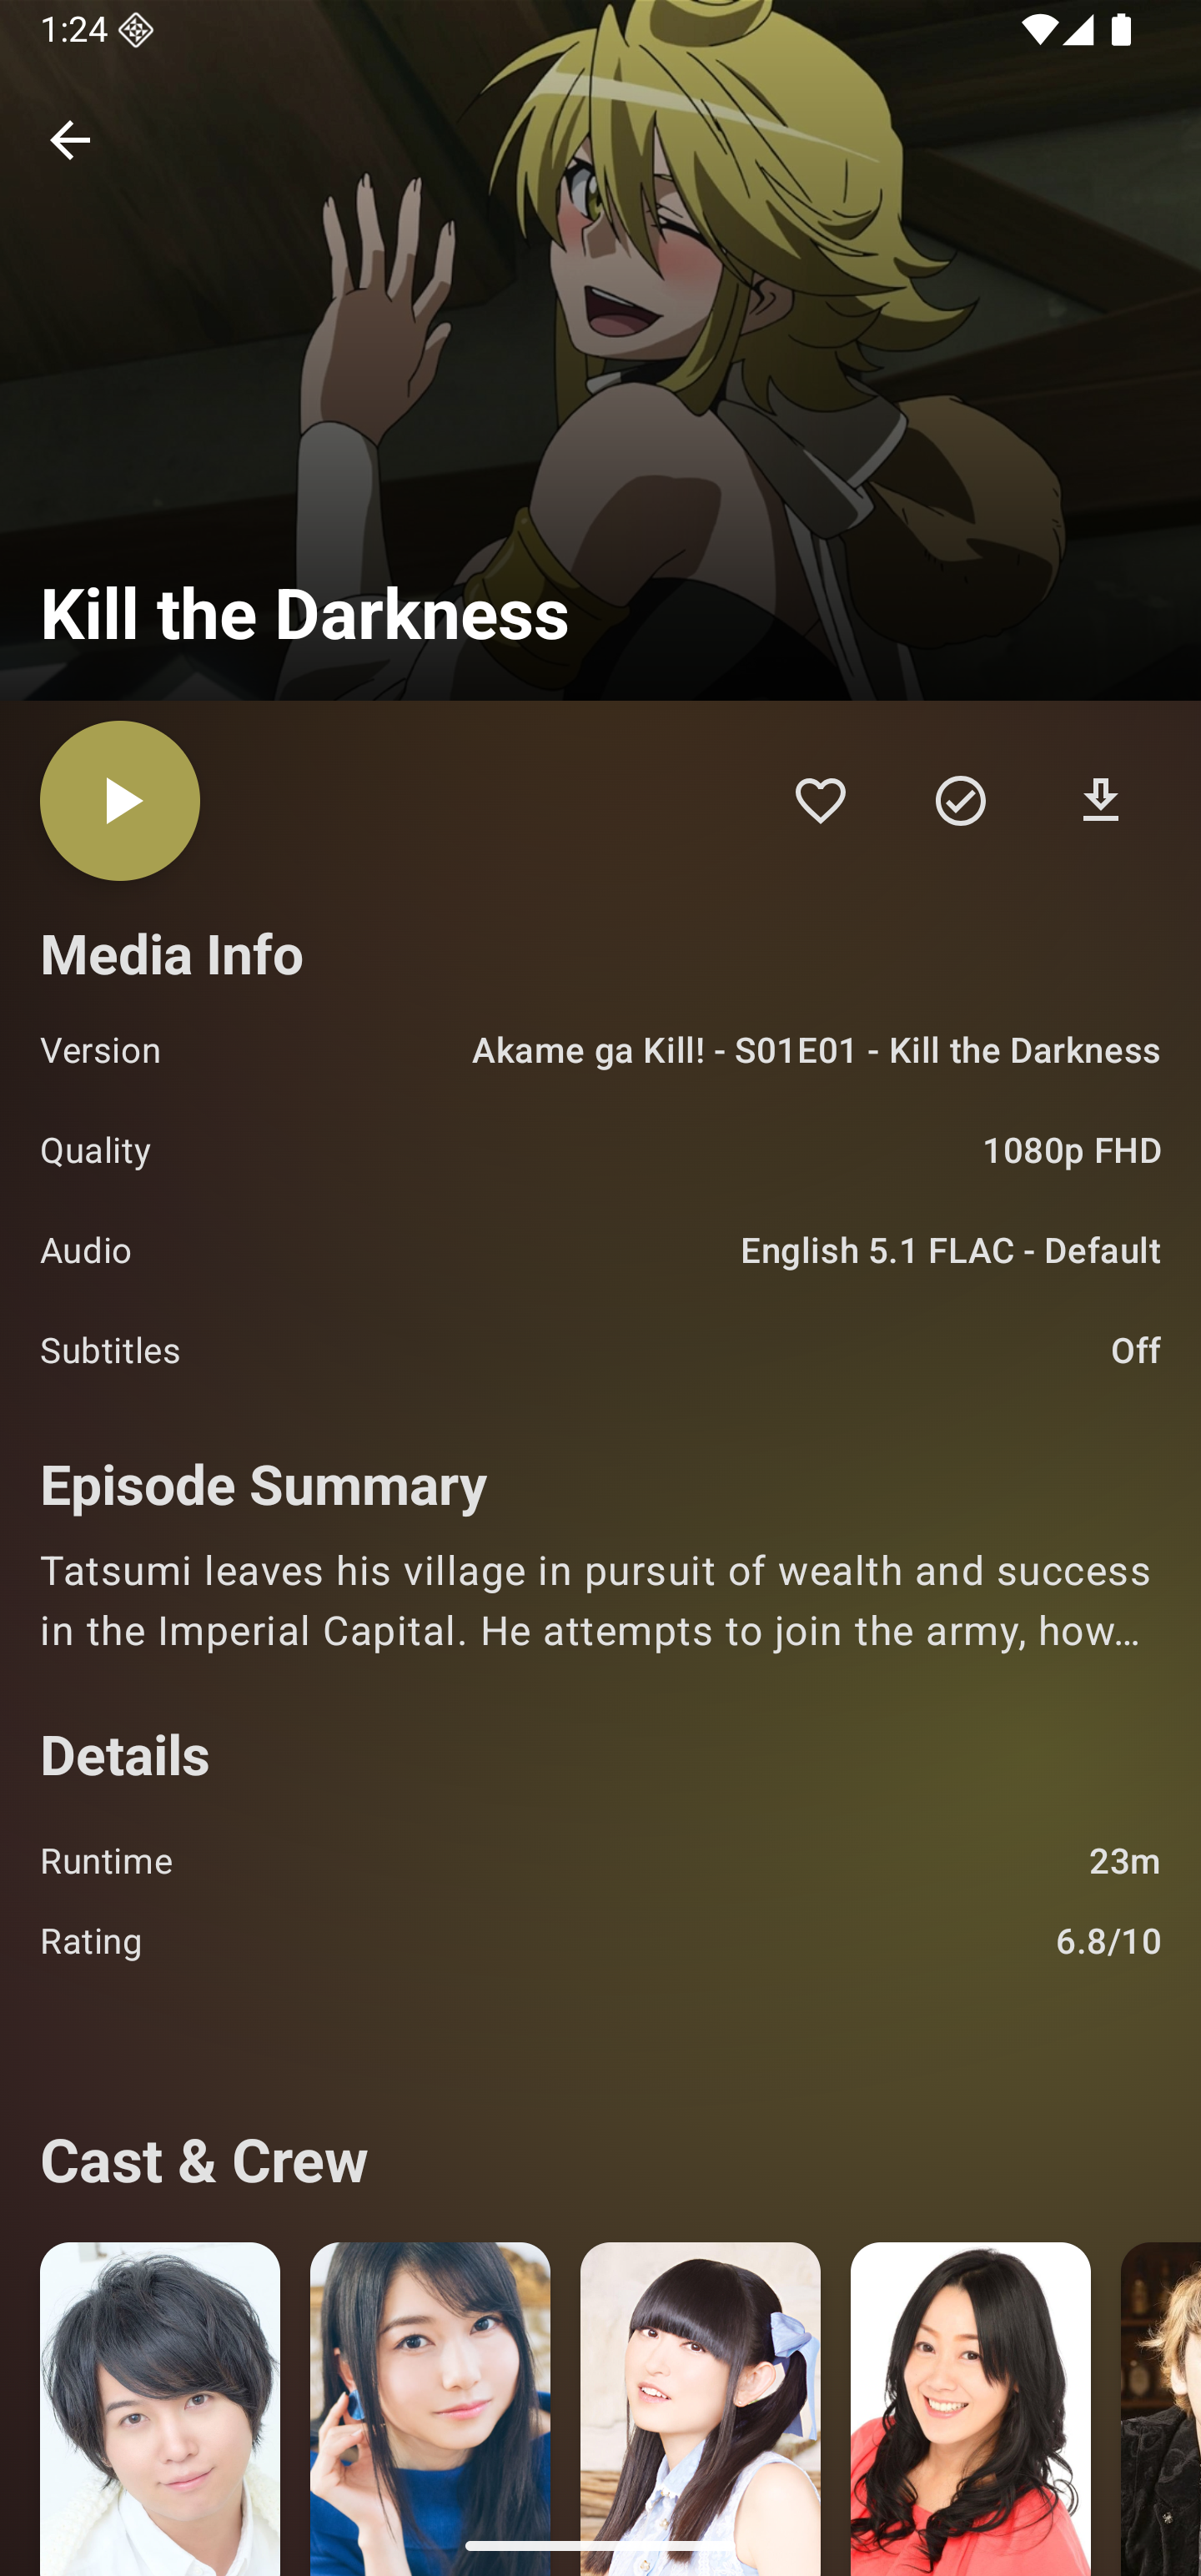 1:24
Kill the Darkness
Media Info
Version
Akame ga Kill! - S01E01 - Kill the Darkness
Quality
1080p FHD
Audio
English 5.1 FLAC - Default
Subtitles
Off
Episode Summary
Tatsumi leaves his village in pursuit of wealth and success
in the Imperial Capital. He attempts to join the army, how…
Details
Runtime
23m
Rating
6.8/10
Cast & Crew